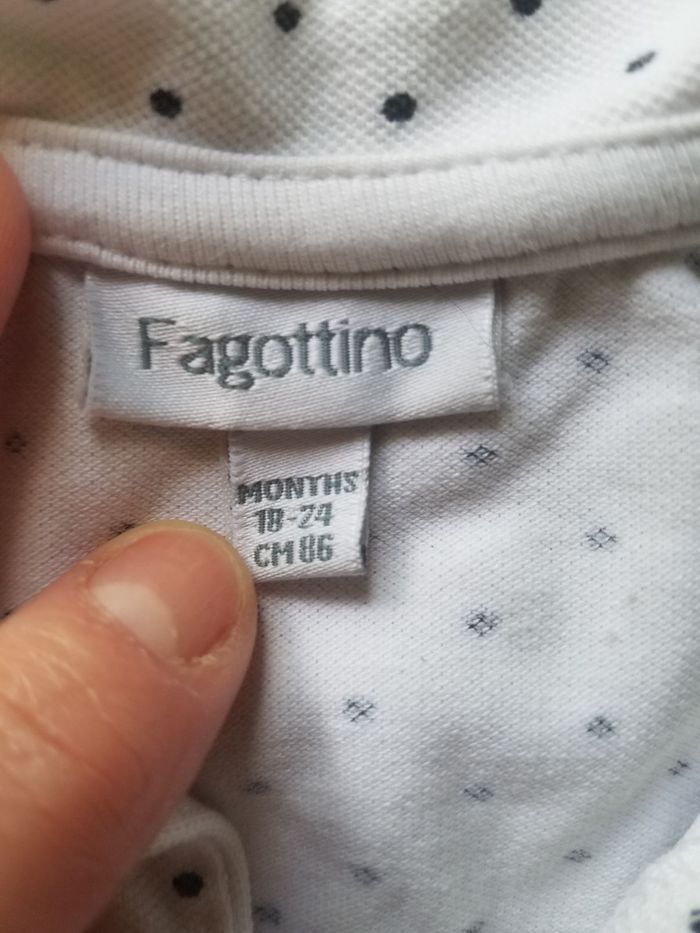 Fagottino
MONTHS
18-24
CM 86